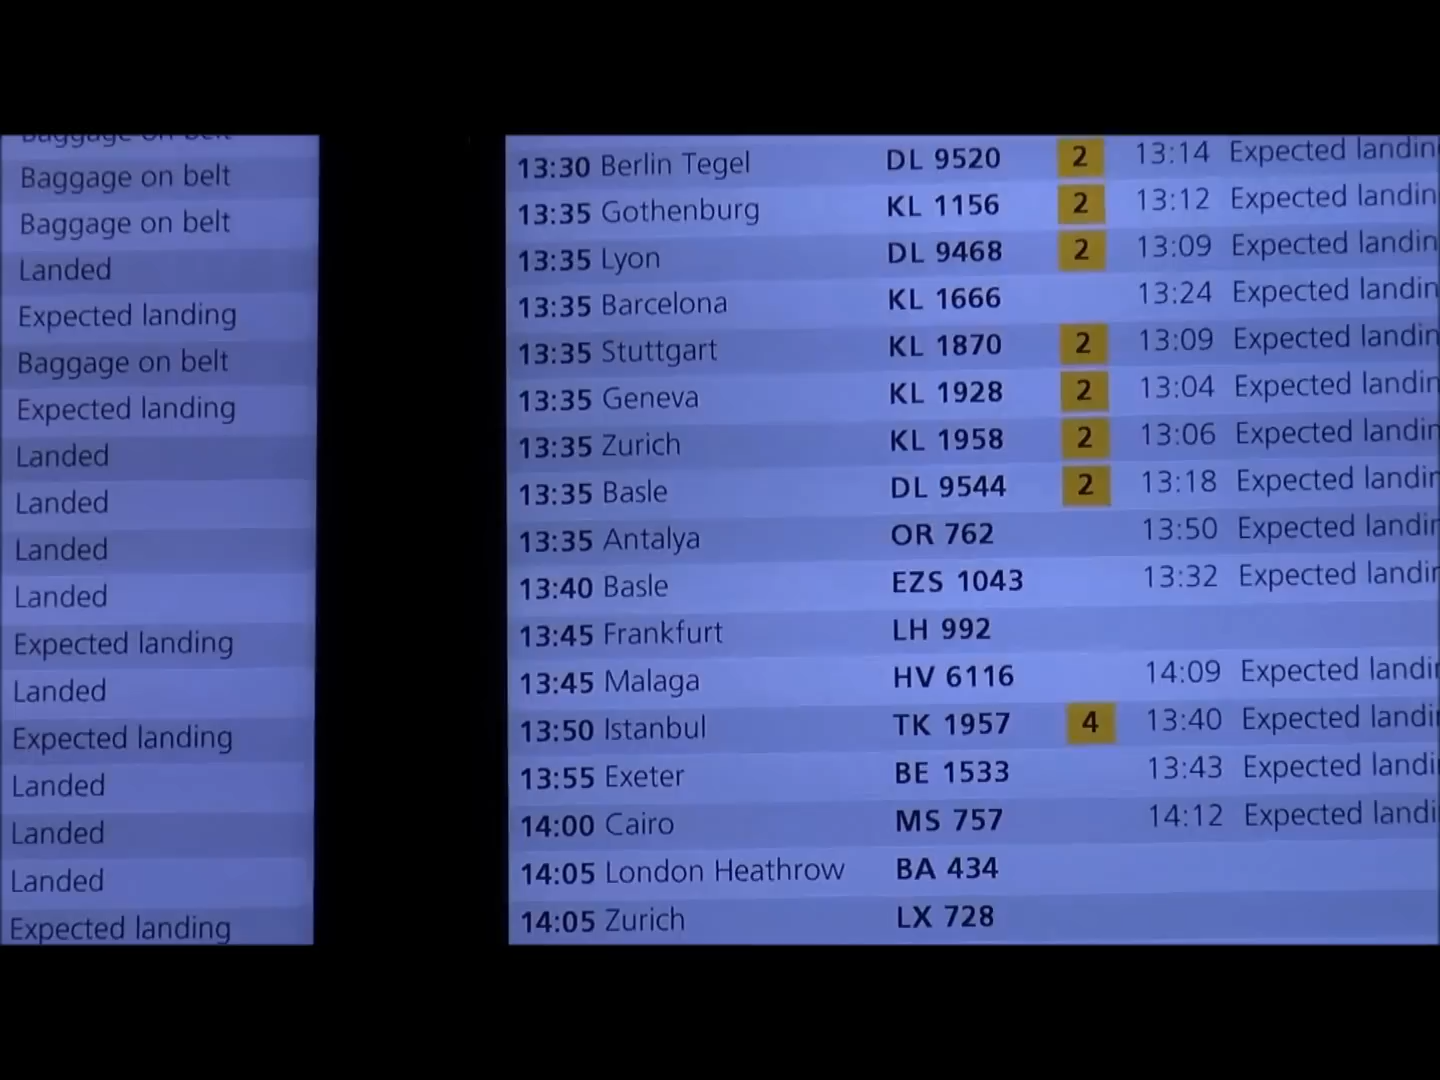 Baggage on belt
Baggage on belt
Baggage on belt
Landed
Expected landing
Baggage on belt
Expected landing
Landed
Landed
Landed
Landed
Expected landing
Landed
Expected landing
Landed
Landed
Landed
Expected landing
13:30 Berlin Tegel DL 9520 2 13:14 Expected landin
13:35 Gothenburg KL 1156 2 13:12 Expected landin
13:35 Lyon DL 9468 2 13:09 Expected landin
13:35 Barcelona KL 1666 13:24 Expected landin
13:35 Stuttgart KL 1870 2 13:09 Expected landin
13:35 Geneva KL 1928 2 13:04 Expected landin
13:35 Zurich KL 1958 2 13:06 Expected landin
13:35 Basle DL 9544 2 13:18 Expected landin
13:35 Antalya OR 762 13:50 Expected landin
13:40 Basle EZS 1043 13:32 Expected landin
13:45 Frankfurt LH 992
13:45 Malaga HV 6116 14:09 Expected landi
13:50 Istanbul TK 1957 4 13:40 Expected landi
13:55 Exeter BE 1533 13:43 Expected landi
14:00 Cairo MS 757 14:12 Expected landi
14:05 London Heathrow BA 434
14:05 Zurich LX 728